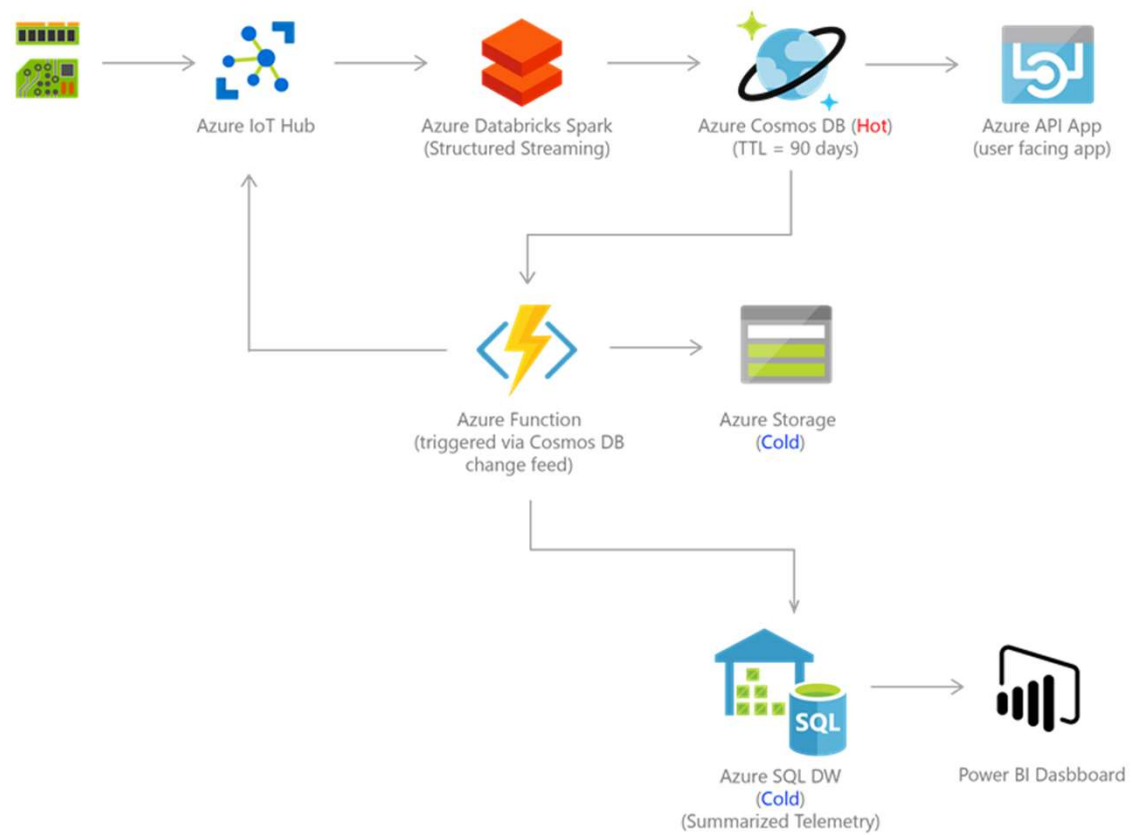 Azure IoT Hub
Azure Databricks Spark
(Structured Streaming)
Azure Cosmos DB (Hot)
(TTL = 90 days)
Azure API App
(user facing app)
Azure Function
(triggered via Cosmos DB
change feed)
Azure Storage
(Cold)
SQL
Azure SQL DW
(Cold)
(Summarized Telemetry)
Power BI Dasbboard